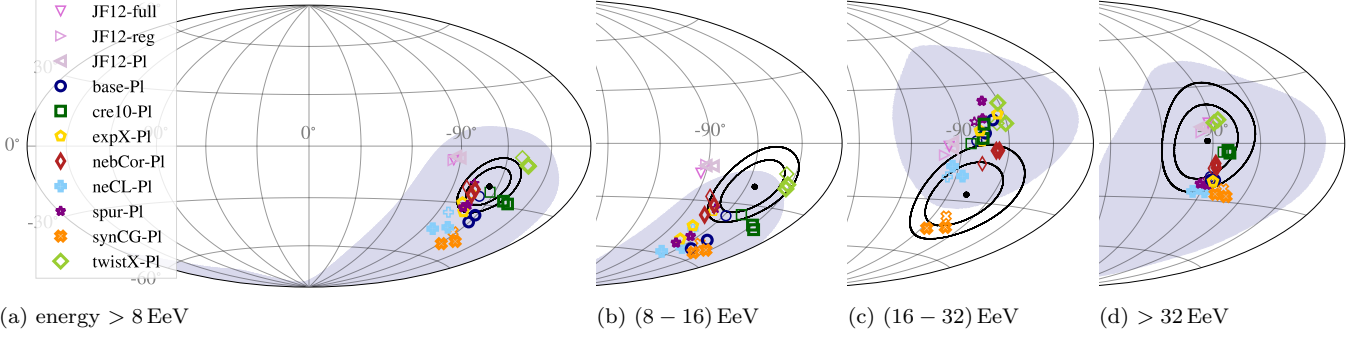 JF12-full
JF12-reg
JF12-Pl
base-Pl
cre10-Pl
expX-Pl
nebCor-Pl
neCL-Pl
spur-Pl
synCG-Pl
twistX-Pl
30°
0°
0°
-90°
-30°
-60°
-90°
-90°
-90°
(a) energy > 8 EeV
(b) (8 − 16) EeV
(c) (16 − 32) EeV
(d) > 32 EeV